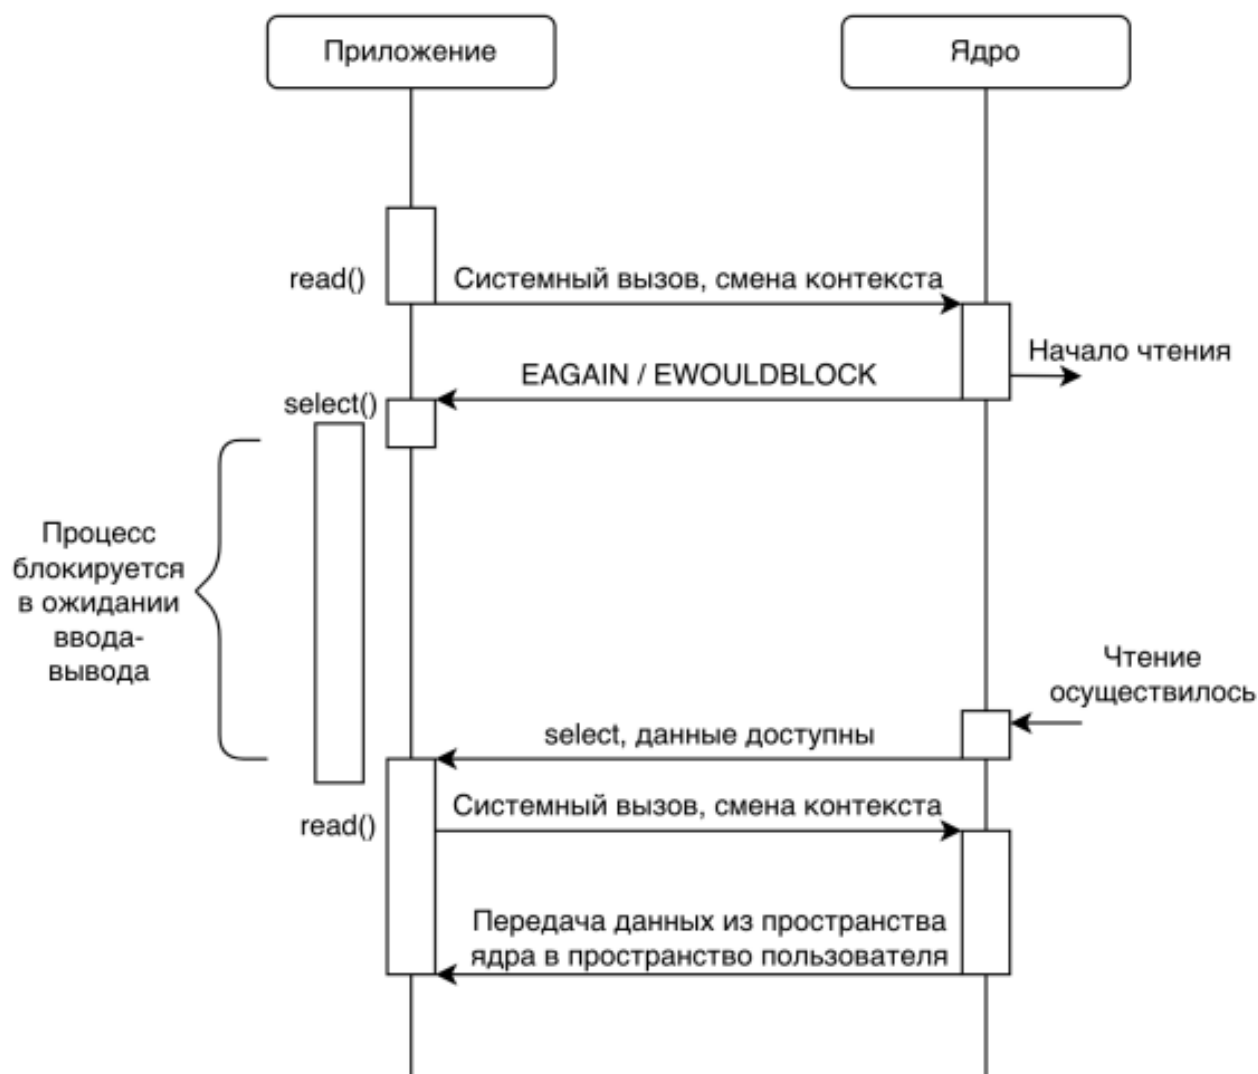 Приложение
Ядро
read()
Системный вызов, смена контекста
Начало чтения
EAGAIN / EWOULDBLOCK
select()
Процесс
блокируется
в ожидании
ввода-
вывода
Чтение
осуществилось
select, данные доступны
Системный вызов, смена контекста
read()
Передача данных из пространства
ядра в пространство пользователя